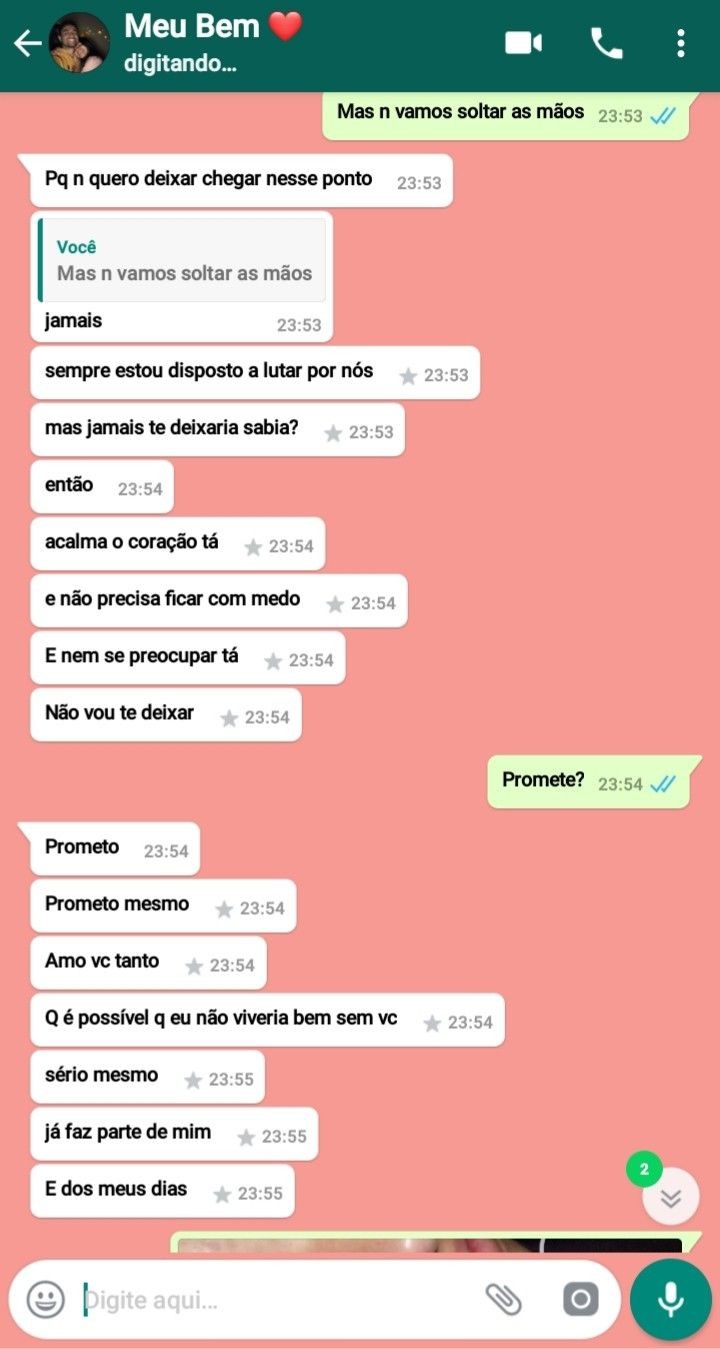 Meu Bem ❤️
digitando...
Mas n vamos soltar as mãos 23:53
Pq n quero deixar chegar nesse ponto 23:53
Você
Mas n vamos soltar as mãos
jamais 23:53
sempre estou disposto a lutar por nós 23:53
mas jamais te deixaria sabia? 23:53
então 23:54
acalma o coração tá 23:54
e não precisa ficar com medo 23:54
E nem se preocupar tá 23:54
Não vou te deixar 23:54
Promete? 23:54
Prometo 23:54
Prometo mesmo 23:54
Amo vc tanto 23:54
Q é possível q eu não viveria bem sem vc 23:54
sério mesmo 23:55
já faz parte de mim 23:55
E dos meus dias 23:55
2
Digite aqui...